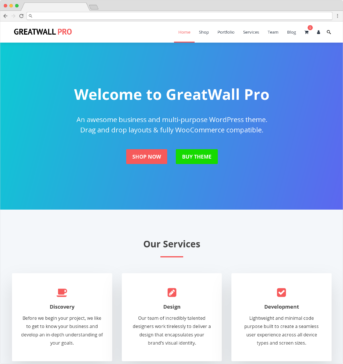 GREATWALL PRO
Home Shop Portfolio Services Team Blog
Welcome to GreatWall Pro
An awesome business and multi-purpose WordPress theme.
Drag and drop layouts & fully WooCommerce compatible.
SHOP NOW BUY THEME
Our Services
Discovery
Before we begin your project, we like
to get to know your business and
develop an in-depth understanding of
your goals.
Design
Our team of incredibly talented
designers work tirelessly to deliver a
design that encapsulates your
brand's visual identity.
Development
Lightweight and minimal code
purpose built to create a seamless
user experience across all device
types and screen sizes.